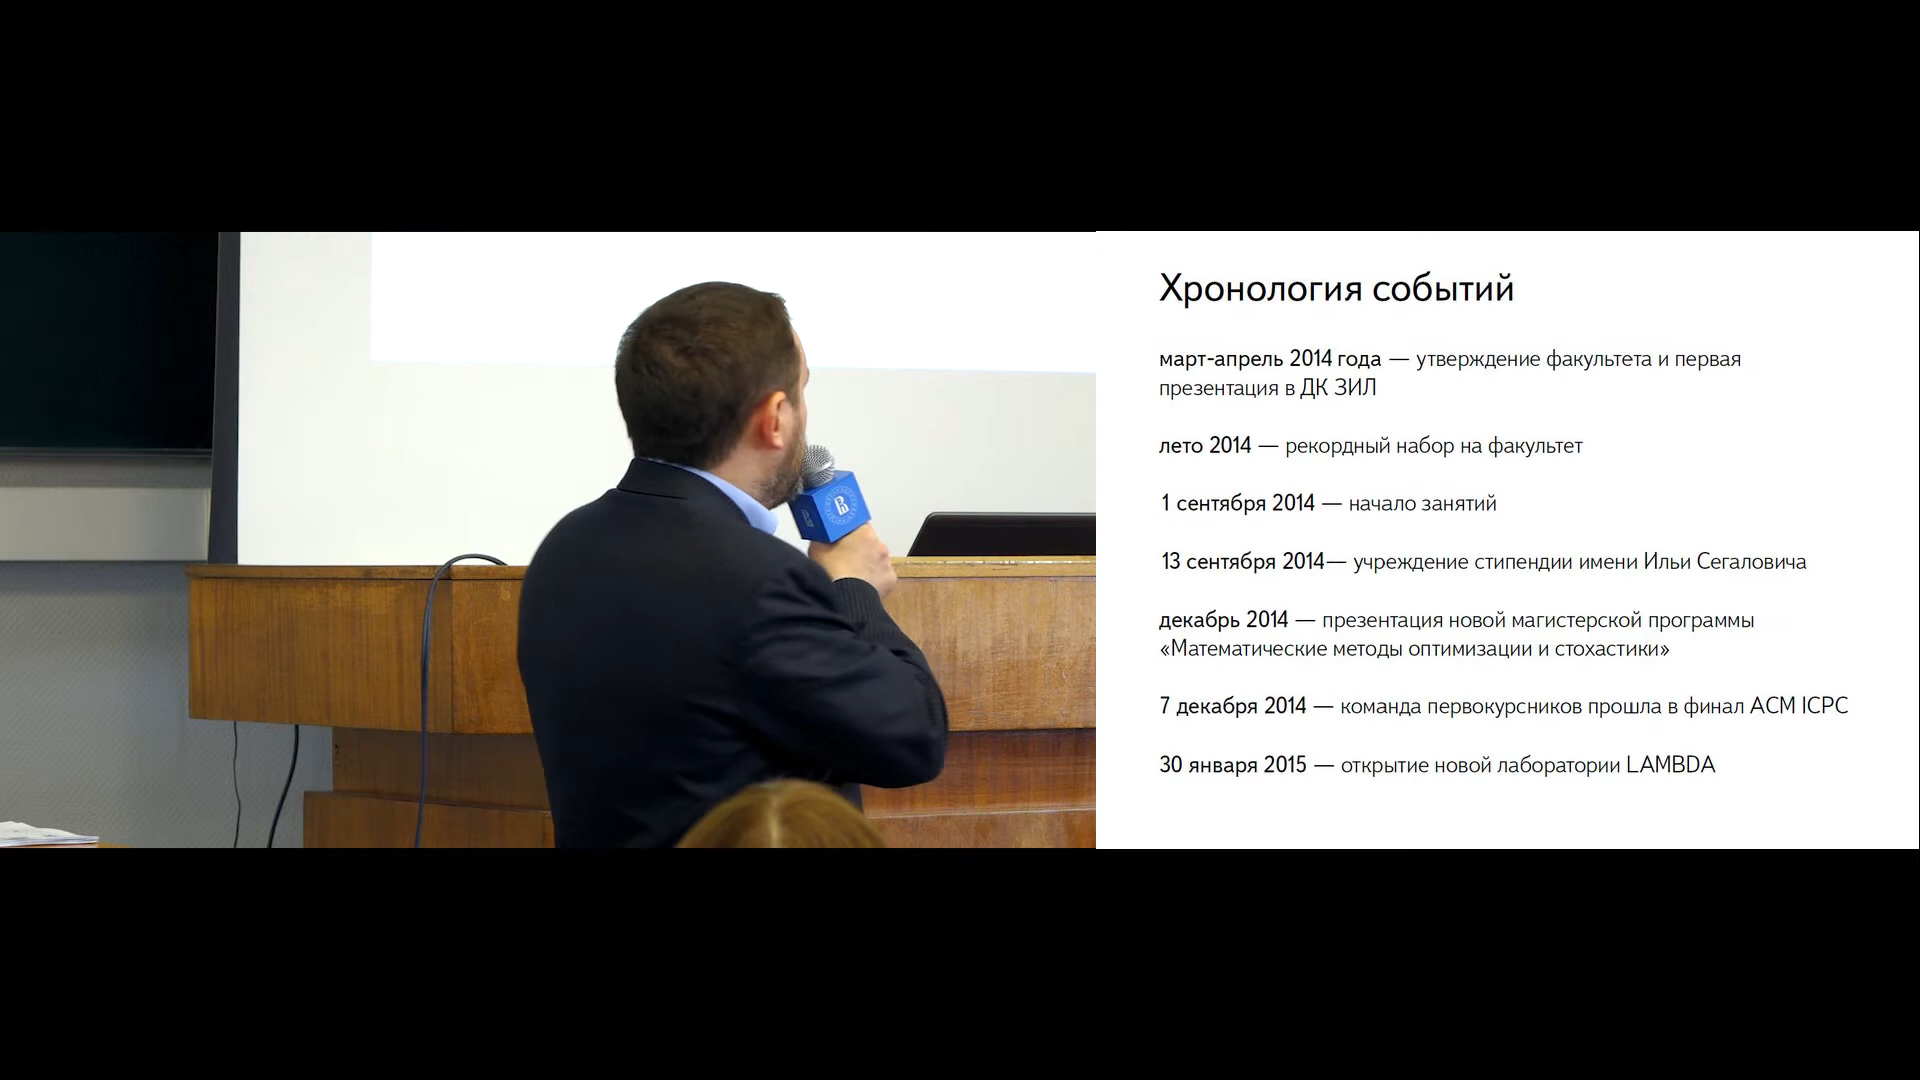 Хронология событий
март-апрель 2014 года — утверждение факультета и первая
презентация в ДК ЗИЛ
лето 2014 — рекордный набор на факультет
1 сентября 2014 — начало занятий
13 сентября 2014— учреждение стипендии имени Ильи Сегаловича
декабрь 2014 — презентация новой магистерской программы
«Математические методы оптимизации и стохастики»
7 декабря 2014 — команда первокурсников прошла в финал ACM ICPC
30 января 2015 — открытие новой лаборатории LAMBDA